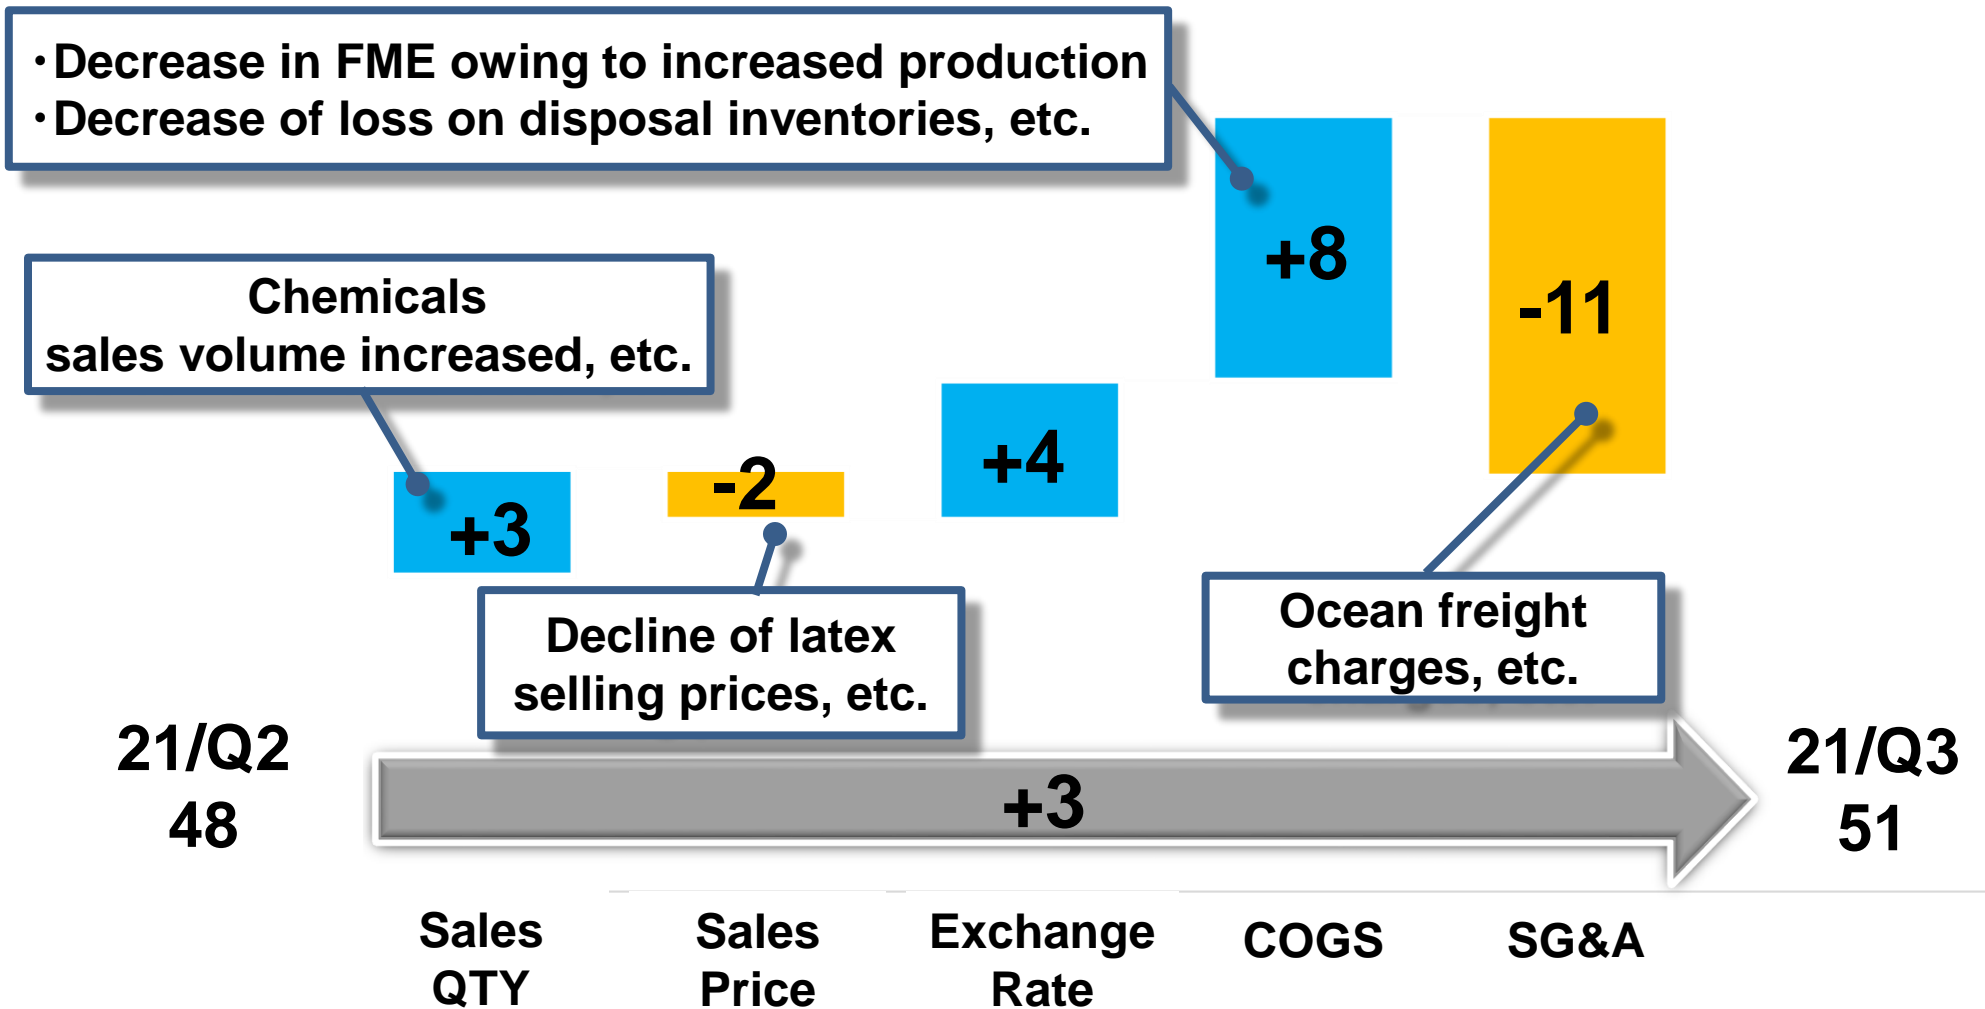 ・Decrease in FME owing to increased production
・Decrease of loss on disposal inventories, etc.
Chemicals
sales volume increased, etc.
+3
-2
+4
+8
-11
Decline of latex
selling prices, etc.
Ocean freight
charges, etc.
21/Q2
48
+3
21/Q3
51
Sales
QTY
Sales
Price
Exchange
Rate
COGS
SG&A